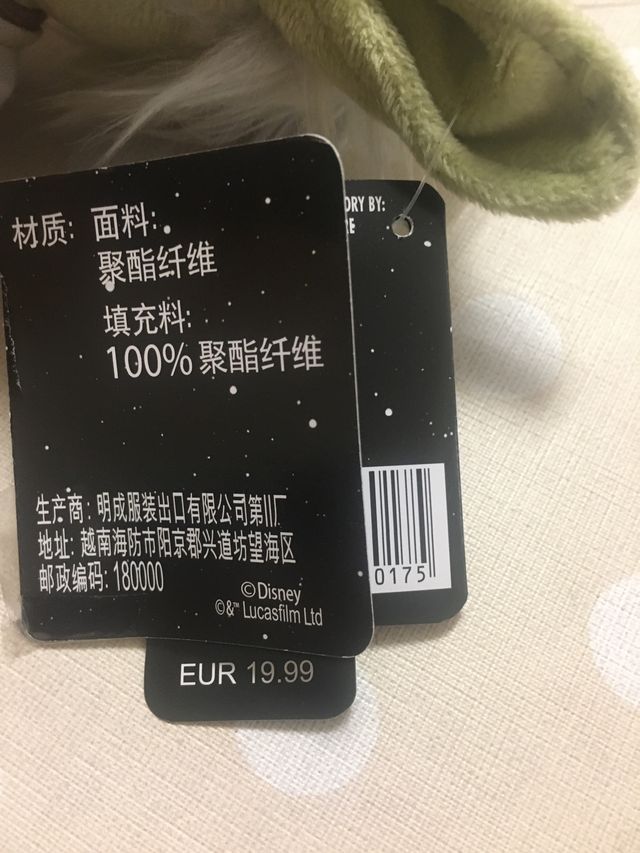 材质: 面料:
聚酯纤维
填充料:
100%聚酯纤维
生产商: 明成服装出口有限公司第II厂
地址: 越南海防市阳京郡兴道坊望海区
邮政编码: 180000
©Disney
©&™ Lucasfilm Ltd
ORY BY:
RE
0175
EUR 19.99